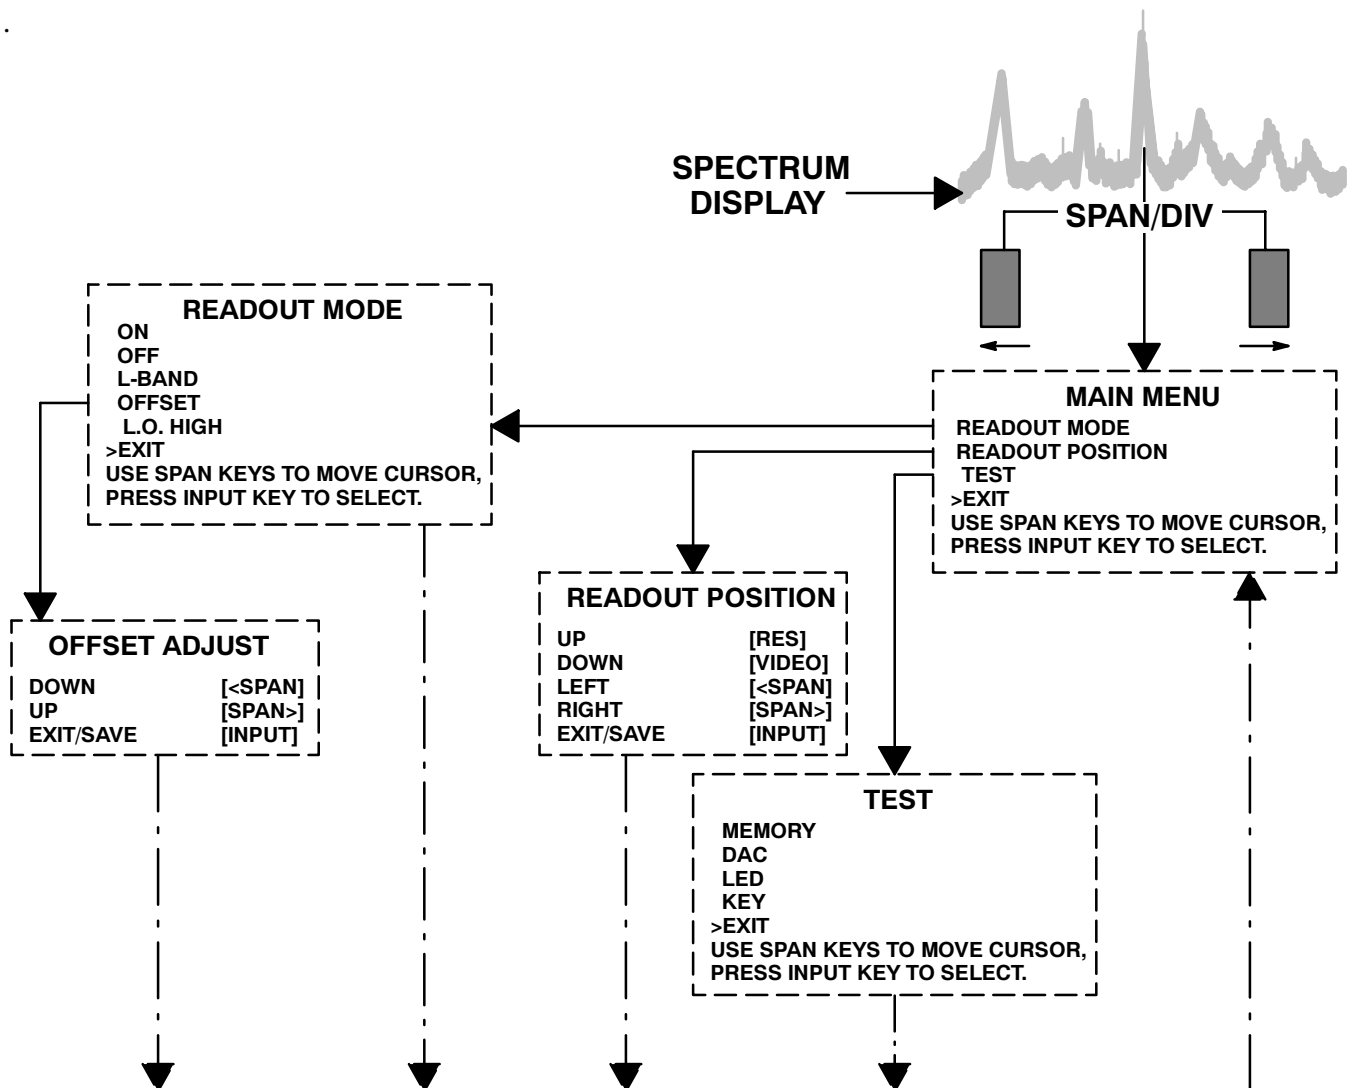 SPECTRUM
DISPLAY
SPAN/DIV
READOUT MODE
ON
OFF
L-BAND
OFFSET
L.O. HIGH
>EXIT
USE SPAN KEYS TO MOVE CURSOR,
PRESS INPUT KEY TO SELECT.
MAIN MENU
READOUT MODE
READOUT POSITION
TEST
>EXIT
USE SPAN KEYS TO MOVE CURSOR,
PRESS INPUT KEY TO SELECT.
OFFSET ADJUST
DOWN [<SPAN]
UP [SPAN>]
EXIT/SAVE [INPUT]
READOUT POSITION
UP [RES]
DOWN [VIDEO]
LEFT [<SPAN]
RIGHT [SPAN>]
EXIT/SAVE [INPUT]
TEST
MEMORY
DAC
LED
KEY
>EXIT
USE SPAN KEYS TO MOVE CURSOR,
PRESS INPUT KEY TO SELECT.